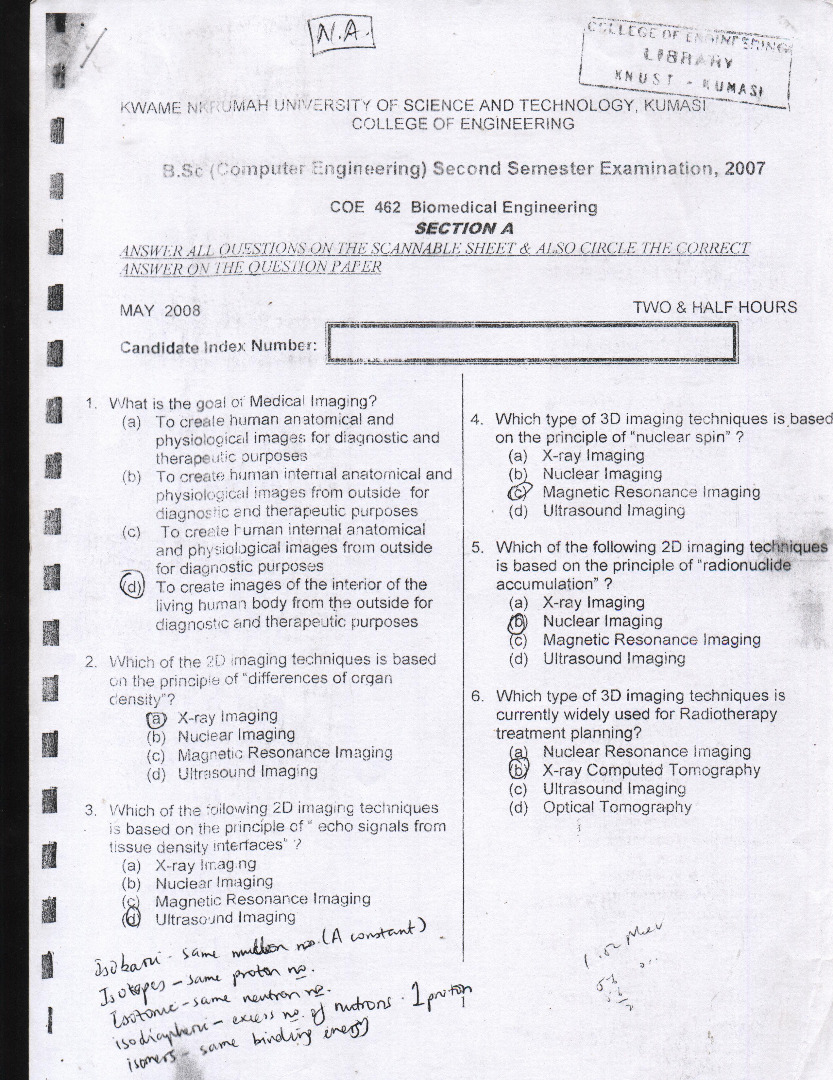 N.A.
COLLEGE OF ENGINEERING
LIBRARY
KNUST - KUMASI
KWAME NKRUMAH UNIVERSITY OF SCIENCE AND TECHNOLOGY, KUMASI
COLLEGE OF ENGINEERING
B.Sc (Computer Engineering) Second Semester Examination, 2007
COE 462 Biomedical Engineering
SECTION A
ANSWER ALL QUESTIONS ON THE SCANNABLE SHEET & ALSO CIRCLE THE CORRECT
ANSWER ON THE QUESTION PAPER
MAY 2008
TWO & HALF HOURS
Candidate Index Number:
1. What is the goal of Medical Imaging?
(a) To create human anatomical and
physiological images for diagnostic and
therapeutic purposes
(b) To create human internal anatomical and
physiological images from outside for
diagnostic and therapeutic purposes
(c) To create human internal anatomical
and physiological images from outside
for diagnostic purposes
(d) To create images of the interior of the
living human body from the outside for
diagnostic and therapeutic purposes
2. Which of the 2D imaging techniques is based
on the principle of "differences of organ
density"?
(a) X-ray Imaging
(b) Nuclear Imaging
(c) Magnetic Resonance Imaging
(d) Ultrasound Imaging
3. Which of the following 2D imaging techniques
is based on the principle of " echo signals from
tissue density interfaces" ?
(a) X-ray Imaging
(b) Nuclear Imaging
(c) Magnetic Resonance Imaging
(d) Ultrasound Imaging
4. Which type of 3D imaging techniques is based
on the principle of "nuclear spin" ?
(a) X-ray Imaging
(b) Nuclear Imaging
(c) Magnetic Resonance Imaging
(d) Ultrasound Imaging
5. Which of the following 2D imaging techniques
is based on the principle of "radionuclide
accumulation" ?
(a) X-ray Imaging
(b) Nuclear Imaging
(c) Magnetic Resonance Imaging
(d) Ultrasound Imaging
6. Which type of 3D imaging techniques is
currently widely used for Radiotherapy
treatment planning?
(a) Nuclear Resonance Imaging
(b) X-ray Computed Tomography
(c) Ultrasound Imaging
(d) Optical Tomography
- same no. (A constant)
Isotopes - same proton no.
Isotonic - same neutron no.
- excess no. of nutrons - 1 proton
isomers - same binding energy
1.02 Mev